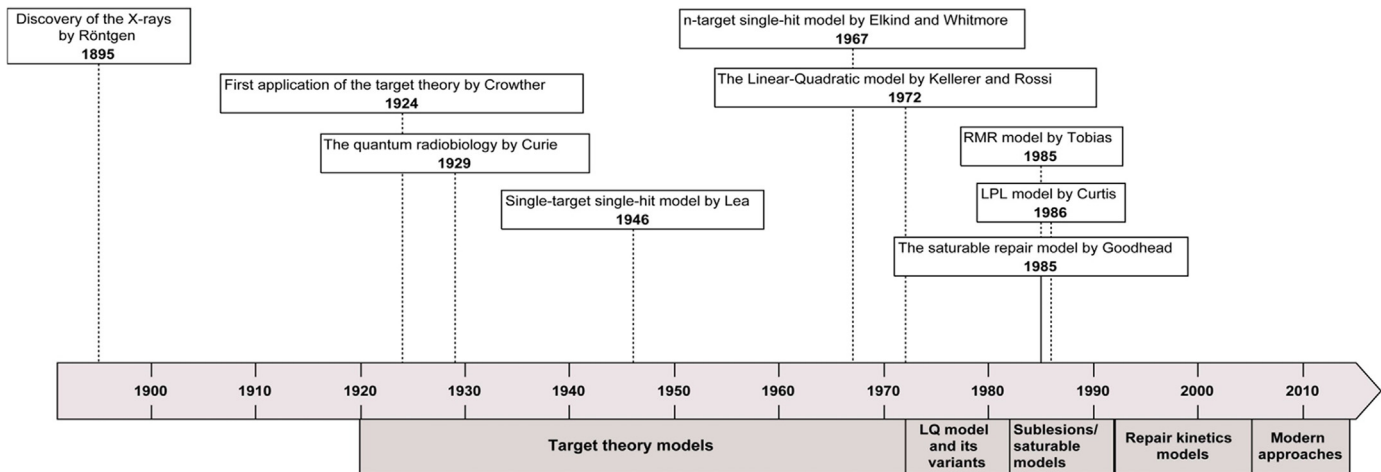 Discovery of the X-rays
by Röntgen
1895
n-target single-hit model by Elkind and Whitmore
1967
First application of the target theory by Crowther
1924
The Linear-Quadratic model by Kellerer and Rossi
1972
The quantum radiobiology by Curie
1929
RMR model by Tobias
1985
Single-target single-hit model by Lea
1946
LPL model by Curtis
1986
The saturable repair model by Goodhead
1985
1900 1910 1920 1930 1940 1950 1960 1970 1980 1990 2000 2010
Target theory models
LQ model
and its
variants
Sublesions/
saturable
models
Repair kinetics
models
Modern
approaches